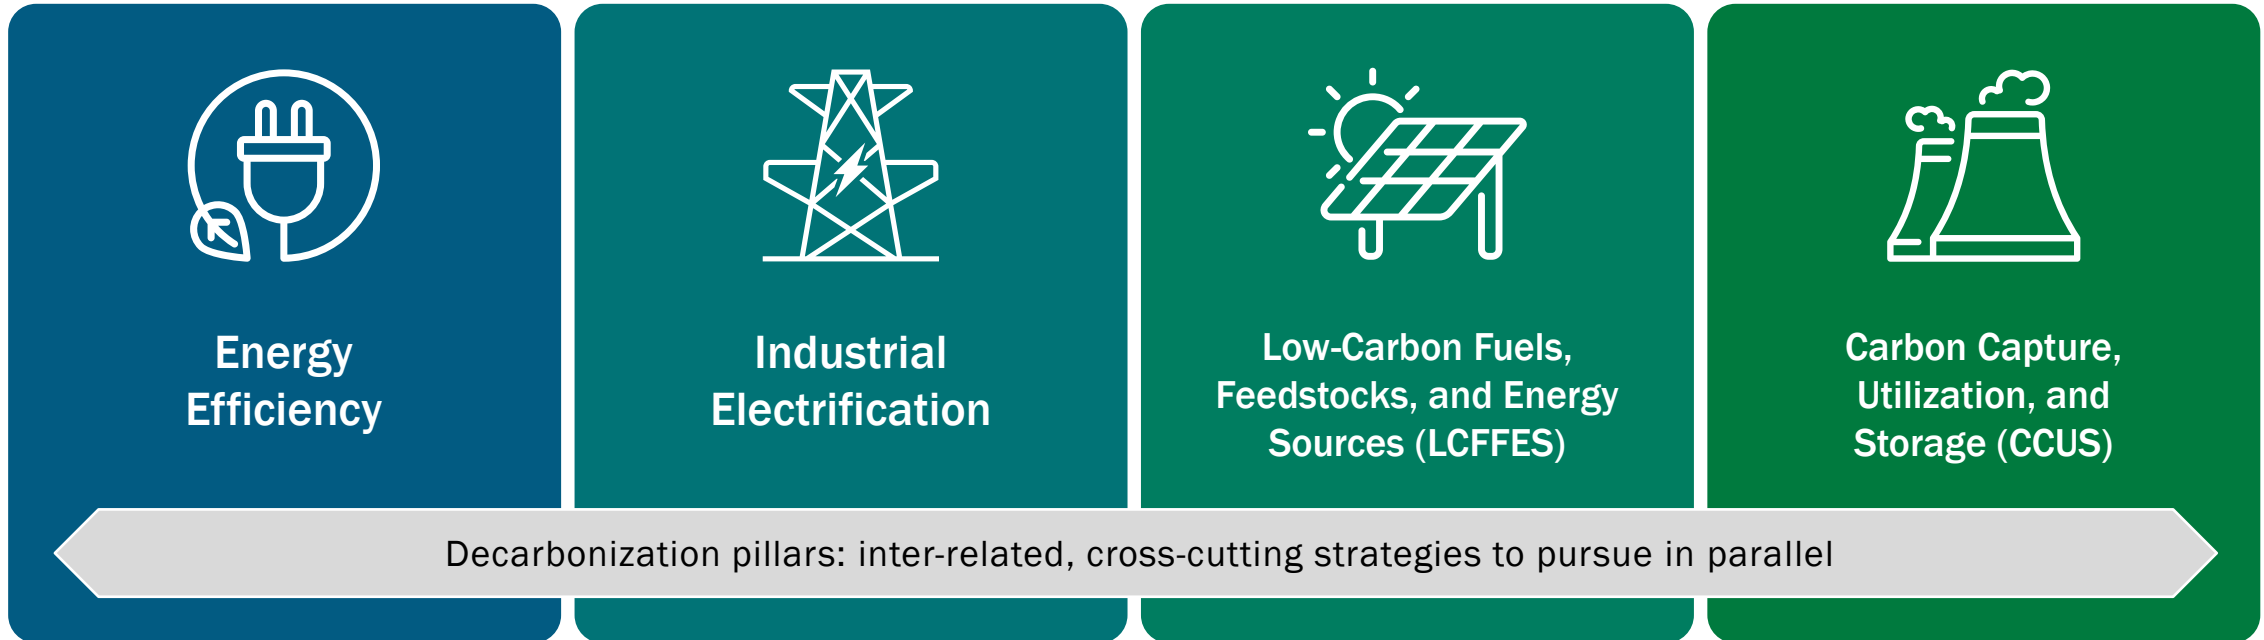 Energy
Efficiency
Industrial
Electrification
Low-Carbon Fuels,
Feedstocks, and Energy
Sources (LCFFES)
Carbon Capture,
Utilization, and
Storage (CCUS)
Decarbonization pillars: inter-related, cross-cutting strategies to pursue in parallel